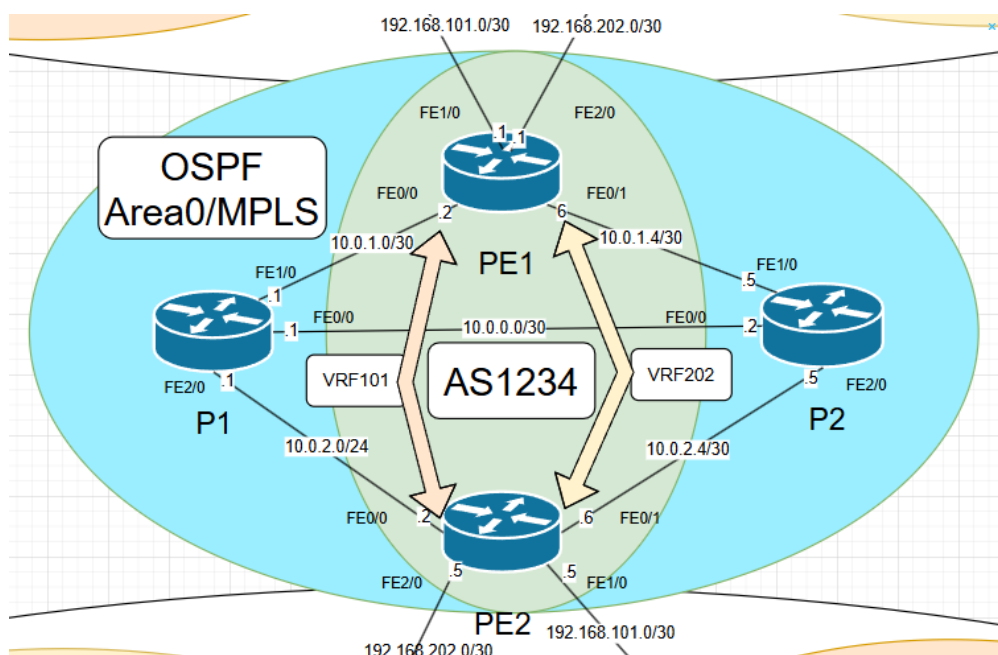 192.168.101.0/30
192.168.202.0/30
FE1/0
FE2/0
.1
.1
OSPF
Area0/MPLS
FE0/0
FE0/1
.2
6
10.0.1.0/30
10.0.1.4/30
PE1
FE1/0
FE1/0
.1
.5
.1
FE0/0
10.0.0.0/30
FE0/0
.2
VRF101
AS1234
VRF202
FE2/0
.1
.5
FE2/0
P1
P2
10.0.2.0/24
10.0.2.4/30
FE0/0
.2
.6
FE0/1
FE2/0
.5
.5
FE1/0
PE2
192.168.101.0/30
192.168.202.0/30